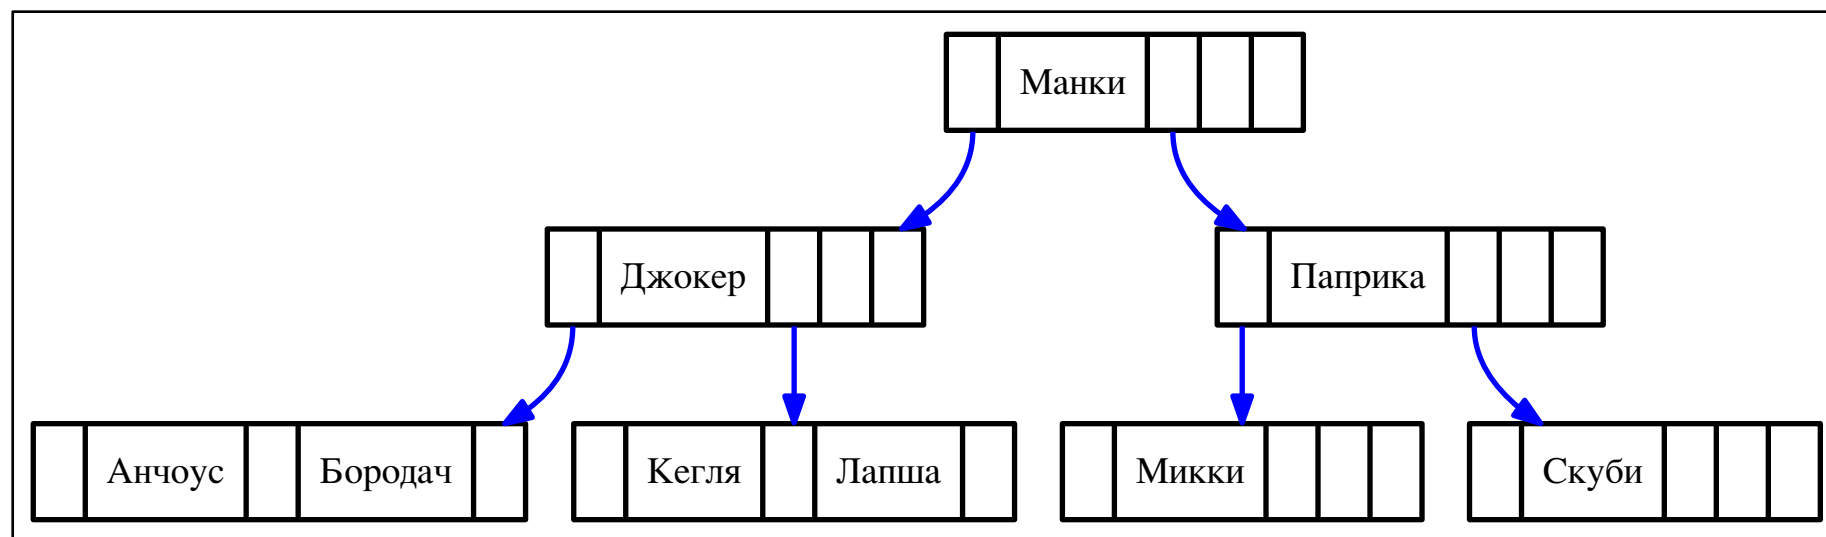 Манки
Джокер Паприка
Анчоус Бородач Кегля Лапша Микки Скуби